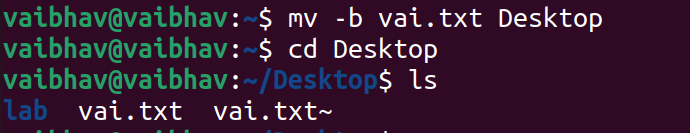 vaibhav@vaibhav:~$ mv -b vai.txt Desktop
vaibhav@vaibhav:~$ cd Desktop
vaibhav@vaibhav:~/Desktop$ ls
lab  vai.txt  vai.txt~